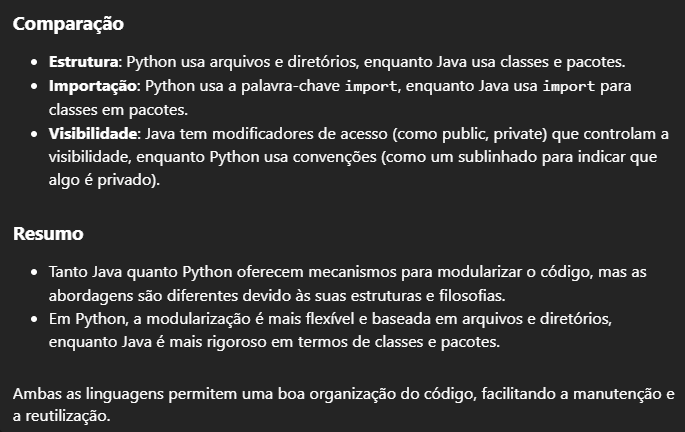 Comparação
• Estrutura: Python usa arquivos e diretórios, enquanto Java usa classes e pacotes.
• Importação: Python usa a palavra-chave import, enquanto Java usa import para
classes em pacotes.
• Visibilidade: Java tem modificadores de acesso (como public, private) que controlam a
visibilidade, enquanto Python usa convenções (como um sublinhado para indicar que
algo é privado).
Resumo
• Tanto Java quanto Python oferecem mecanismos para modularizar o código, mas as
abordagens são diferentes devido às suas estruturas e filosofias.
• Em Python, a modularização é mais flexível e baseada em arquivos e diretórios,
enquanto Java é mais rigoroso em termos de classes e pacotes.
Ambas as linguagens permitem uma boa organização do código, facilitando a manutenção e
a reutilização.